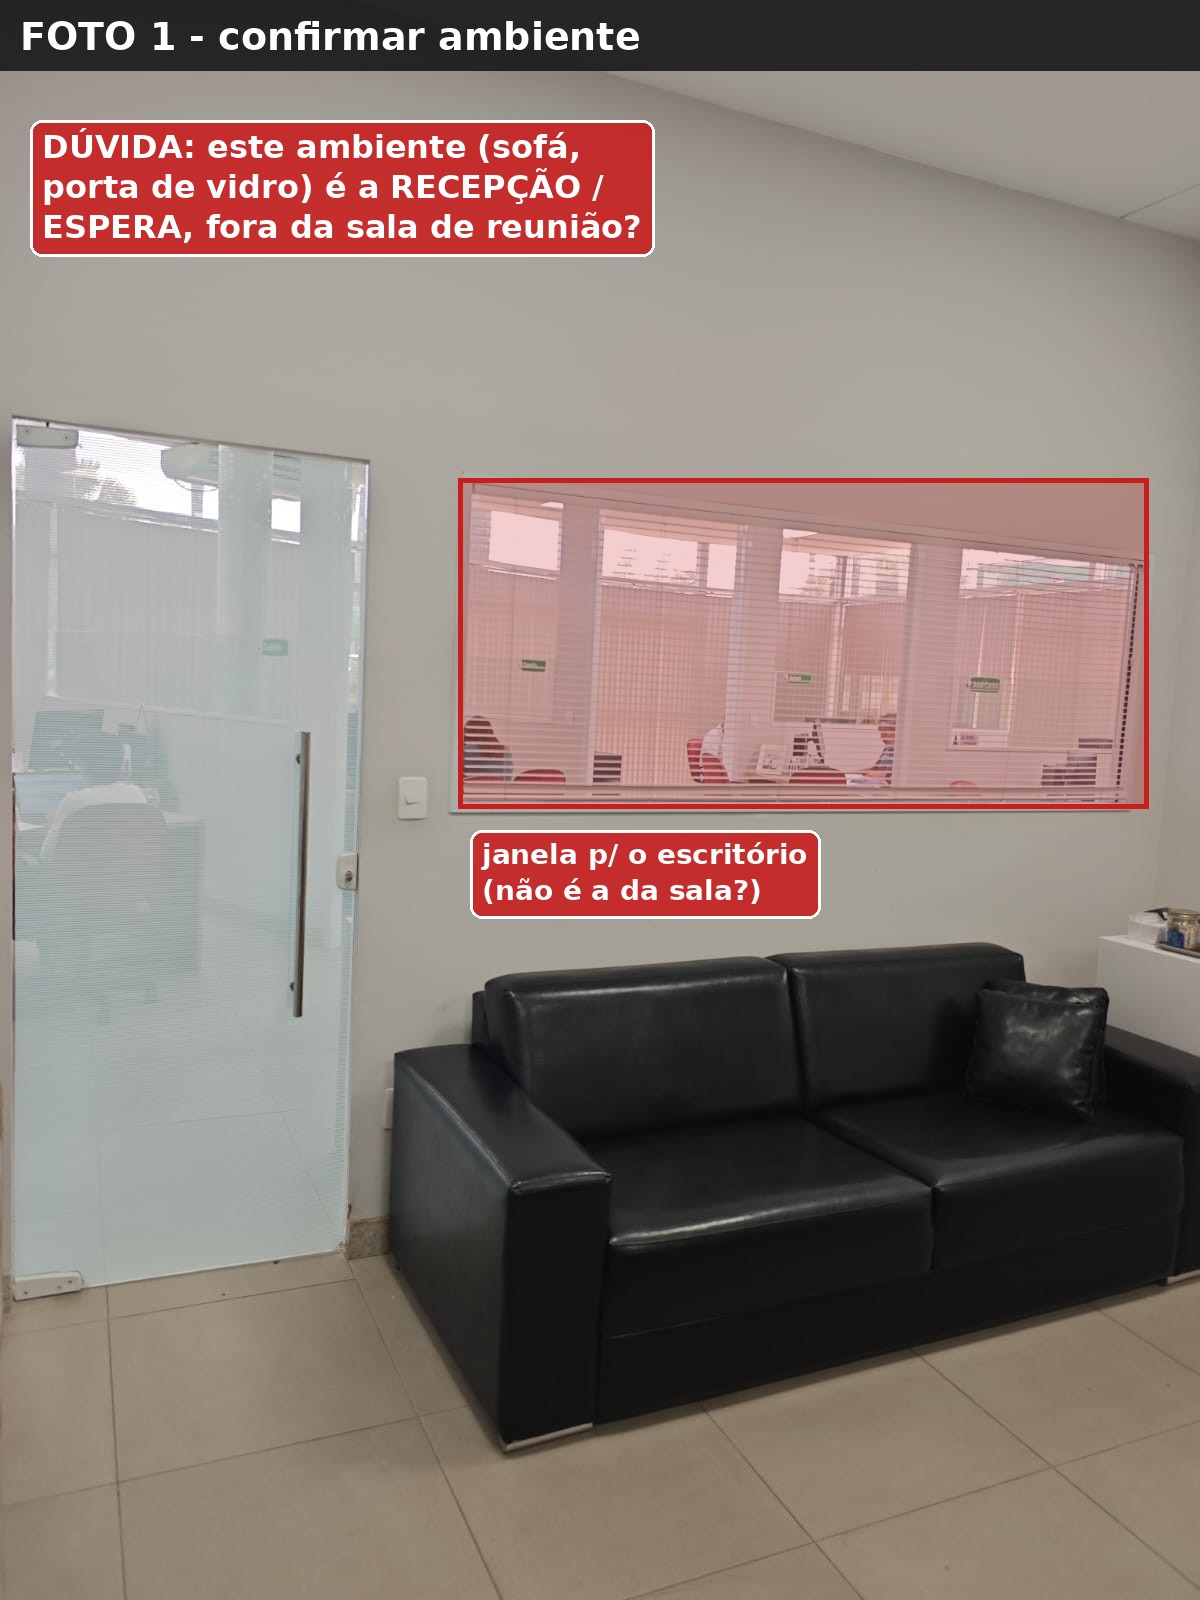 FOTO 1 - confirmar ambiente
DÚVIDA: este ambiente (sofá,
porta de vidro) é a RECEPÇÃO /
ESPERA, fora da sala de reunião?
janela p/ o escritório
(não é a da sala?)